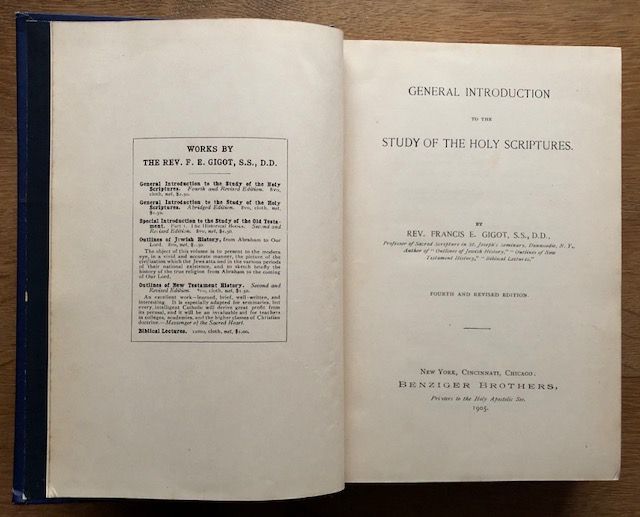 WORKS BY
THE REV. F. E. GIGOT, S.S., D.D.
General Introduction to the Study of the Holy
Scriptures. Fourth and Revised Edition. 8vo,
cloth, net, $2.50.
General Introduction to the Study of the Holy
Scriptures. Abridged Edition. 8vo, cloth, net,
$1.50.
Special Introduction to the Study of the Old Testa-
ment. Part I. The Historical Books. Second and
Revised Edition. 8vo, net, $1.50.
Outlines of Jewish History, from Abraham to Our
Lord. 8vo, cloth, net, $1.50.
The object of this volume is to present to the modern
eye, in a vivid and accurate manner, the picture of the
civilization which the Jews attained in the various periods
of their national existence, and to sketch briefly the
history of the true religion from Abraham to the coming
of Our Lord.
Outlines of New Testament History. Second and
Revised Edition. 8vo, cloth, net, $1.50.
An excellent work—learned, brief, well-written, and
interesting. It is especially adapted for seminaries, but
every intelligent Catholic will derive great profit from
its perusal, and it will be an invaluable aid for teachers
in colleges, academies, and the higher classes of Christian
doctrine.—Messenger of the Sacred Heart.
Biblical Lectures. 12mo, cloth, net, $1.00.
GENERAL INTRODUCTION
TO THE
STUDY OF THE HOLY SCRIPTURES.
BY
REV. FRANCIS E. GIGOT, S.S., D.D.,
Professor of Sacred Scripture in St. Joseph's Seminary, Dunwoodie, N. Y.,
Author of "Outlines of Jewish History," "Outlines of New
Testament History," "Biblical Lectures."
FOURTH AND REVISED EDITION.
NEW YORK, CINCINNATI, CHICAGO:
BENZIGER BROTHERS,
Printers to the Holy Apostolic See.
1905.